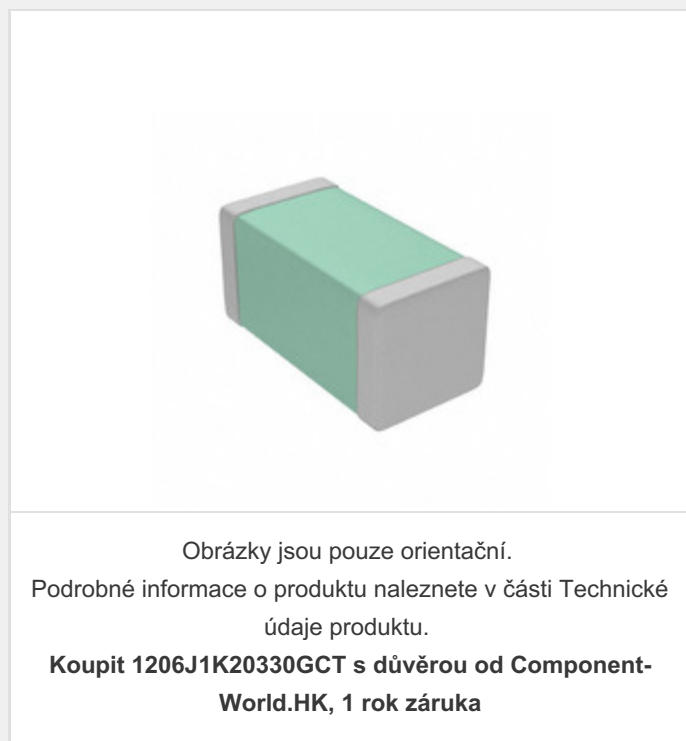 Obrázky jsou pouze orientační.
Podrobné informace o produktu naleznete v části Technické
údaje produktu.
Koupit 1206J1K20330GCT s důvěrou od Component-
World.HK, 1 rok záruka